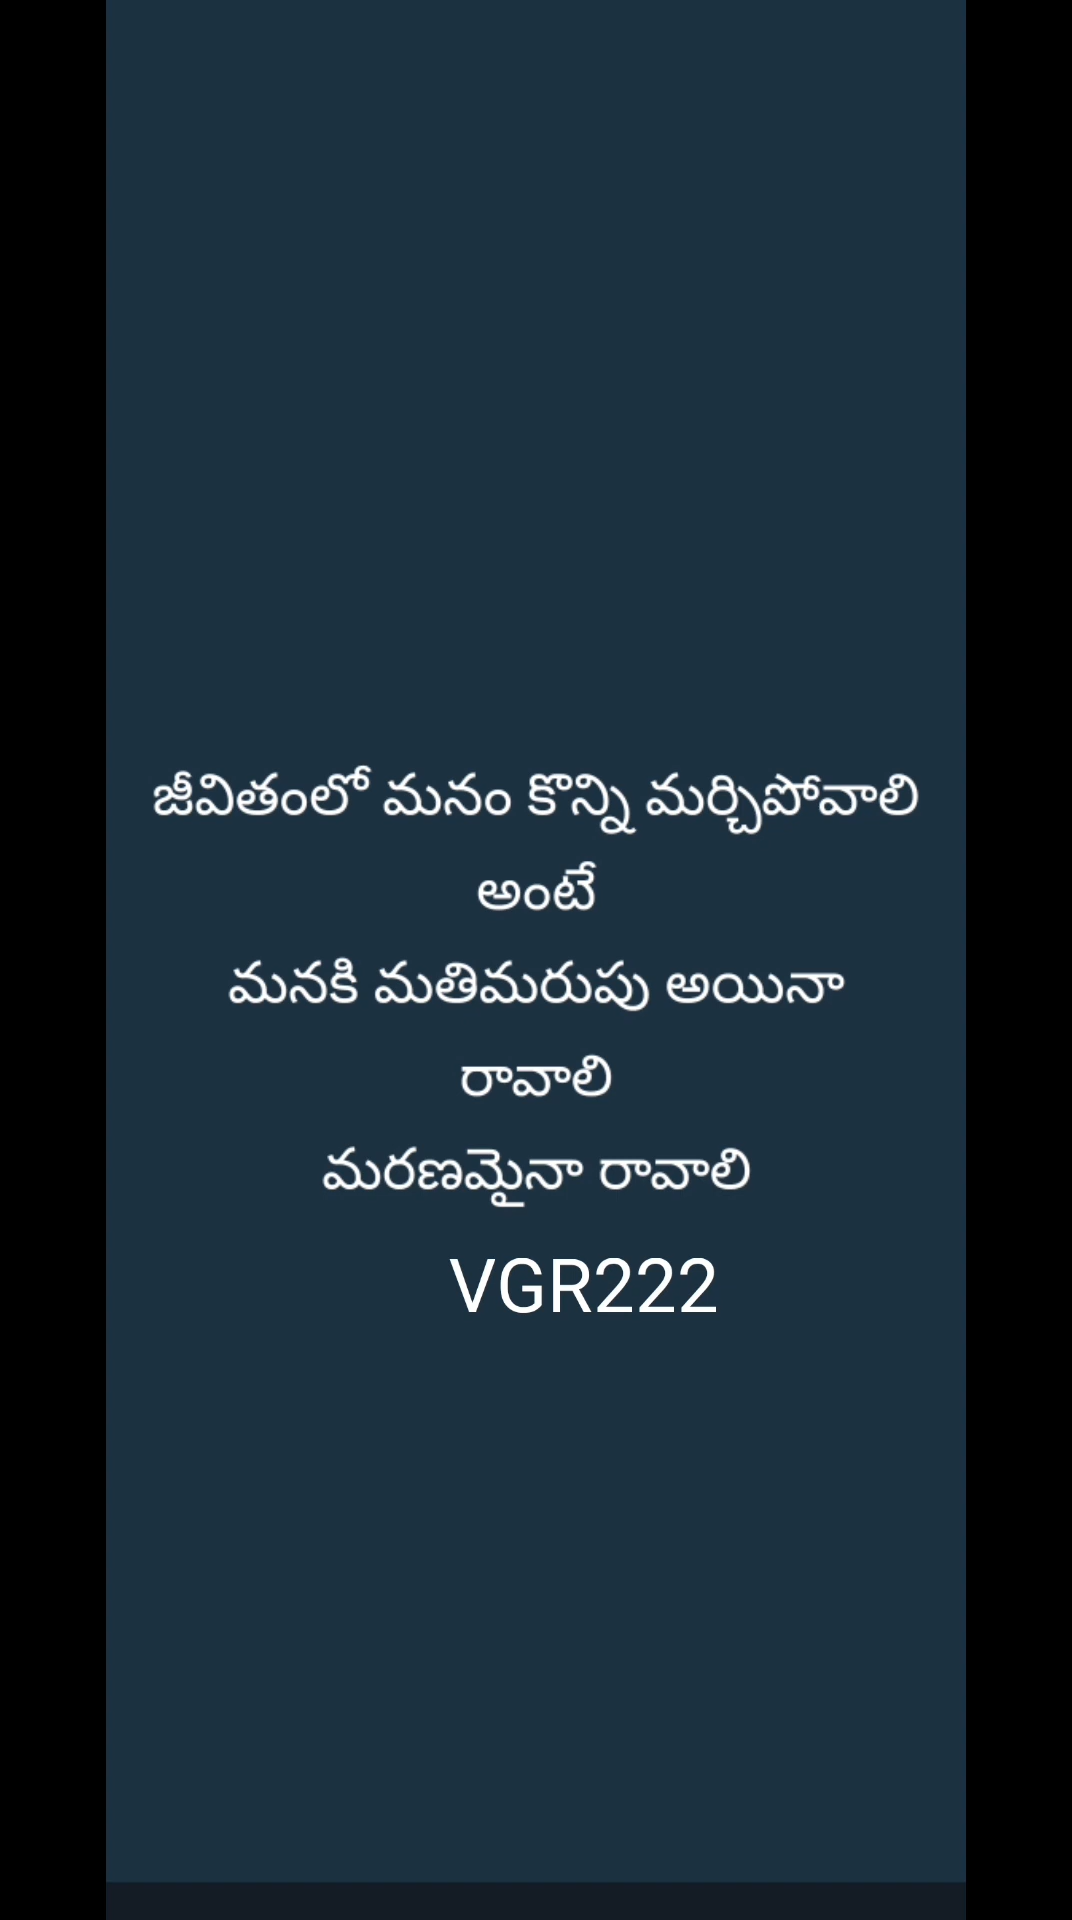 జీవితంలో మనం కొన్ని మర్చిపోవాలి
అంటే
మనకి మతిమరుపు అయినా
రావాలి
మరణమైనా రావాలి
VGR222